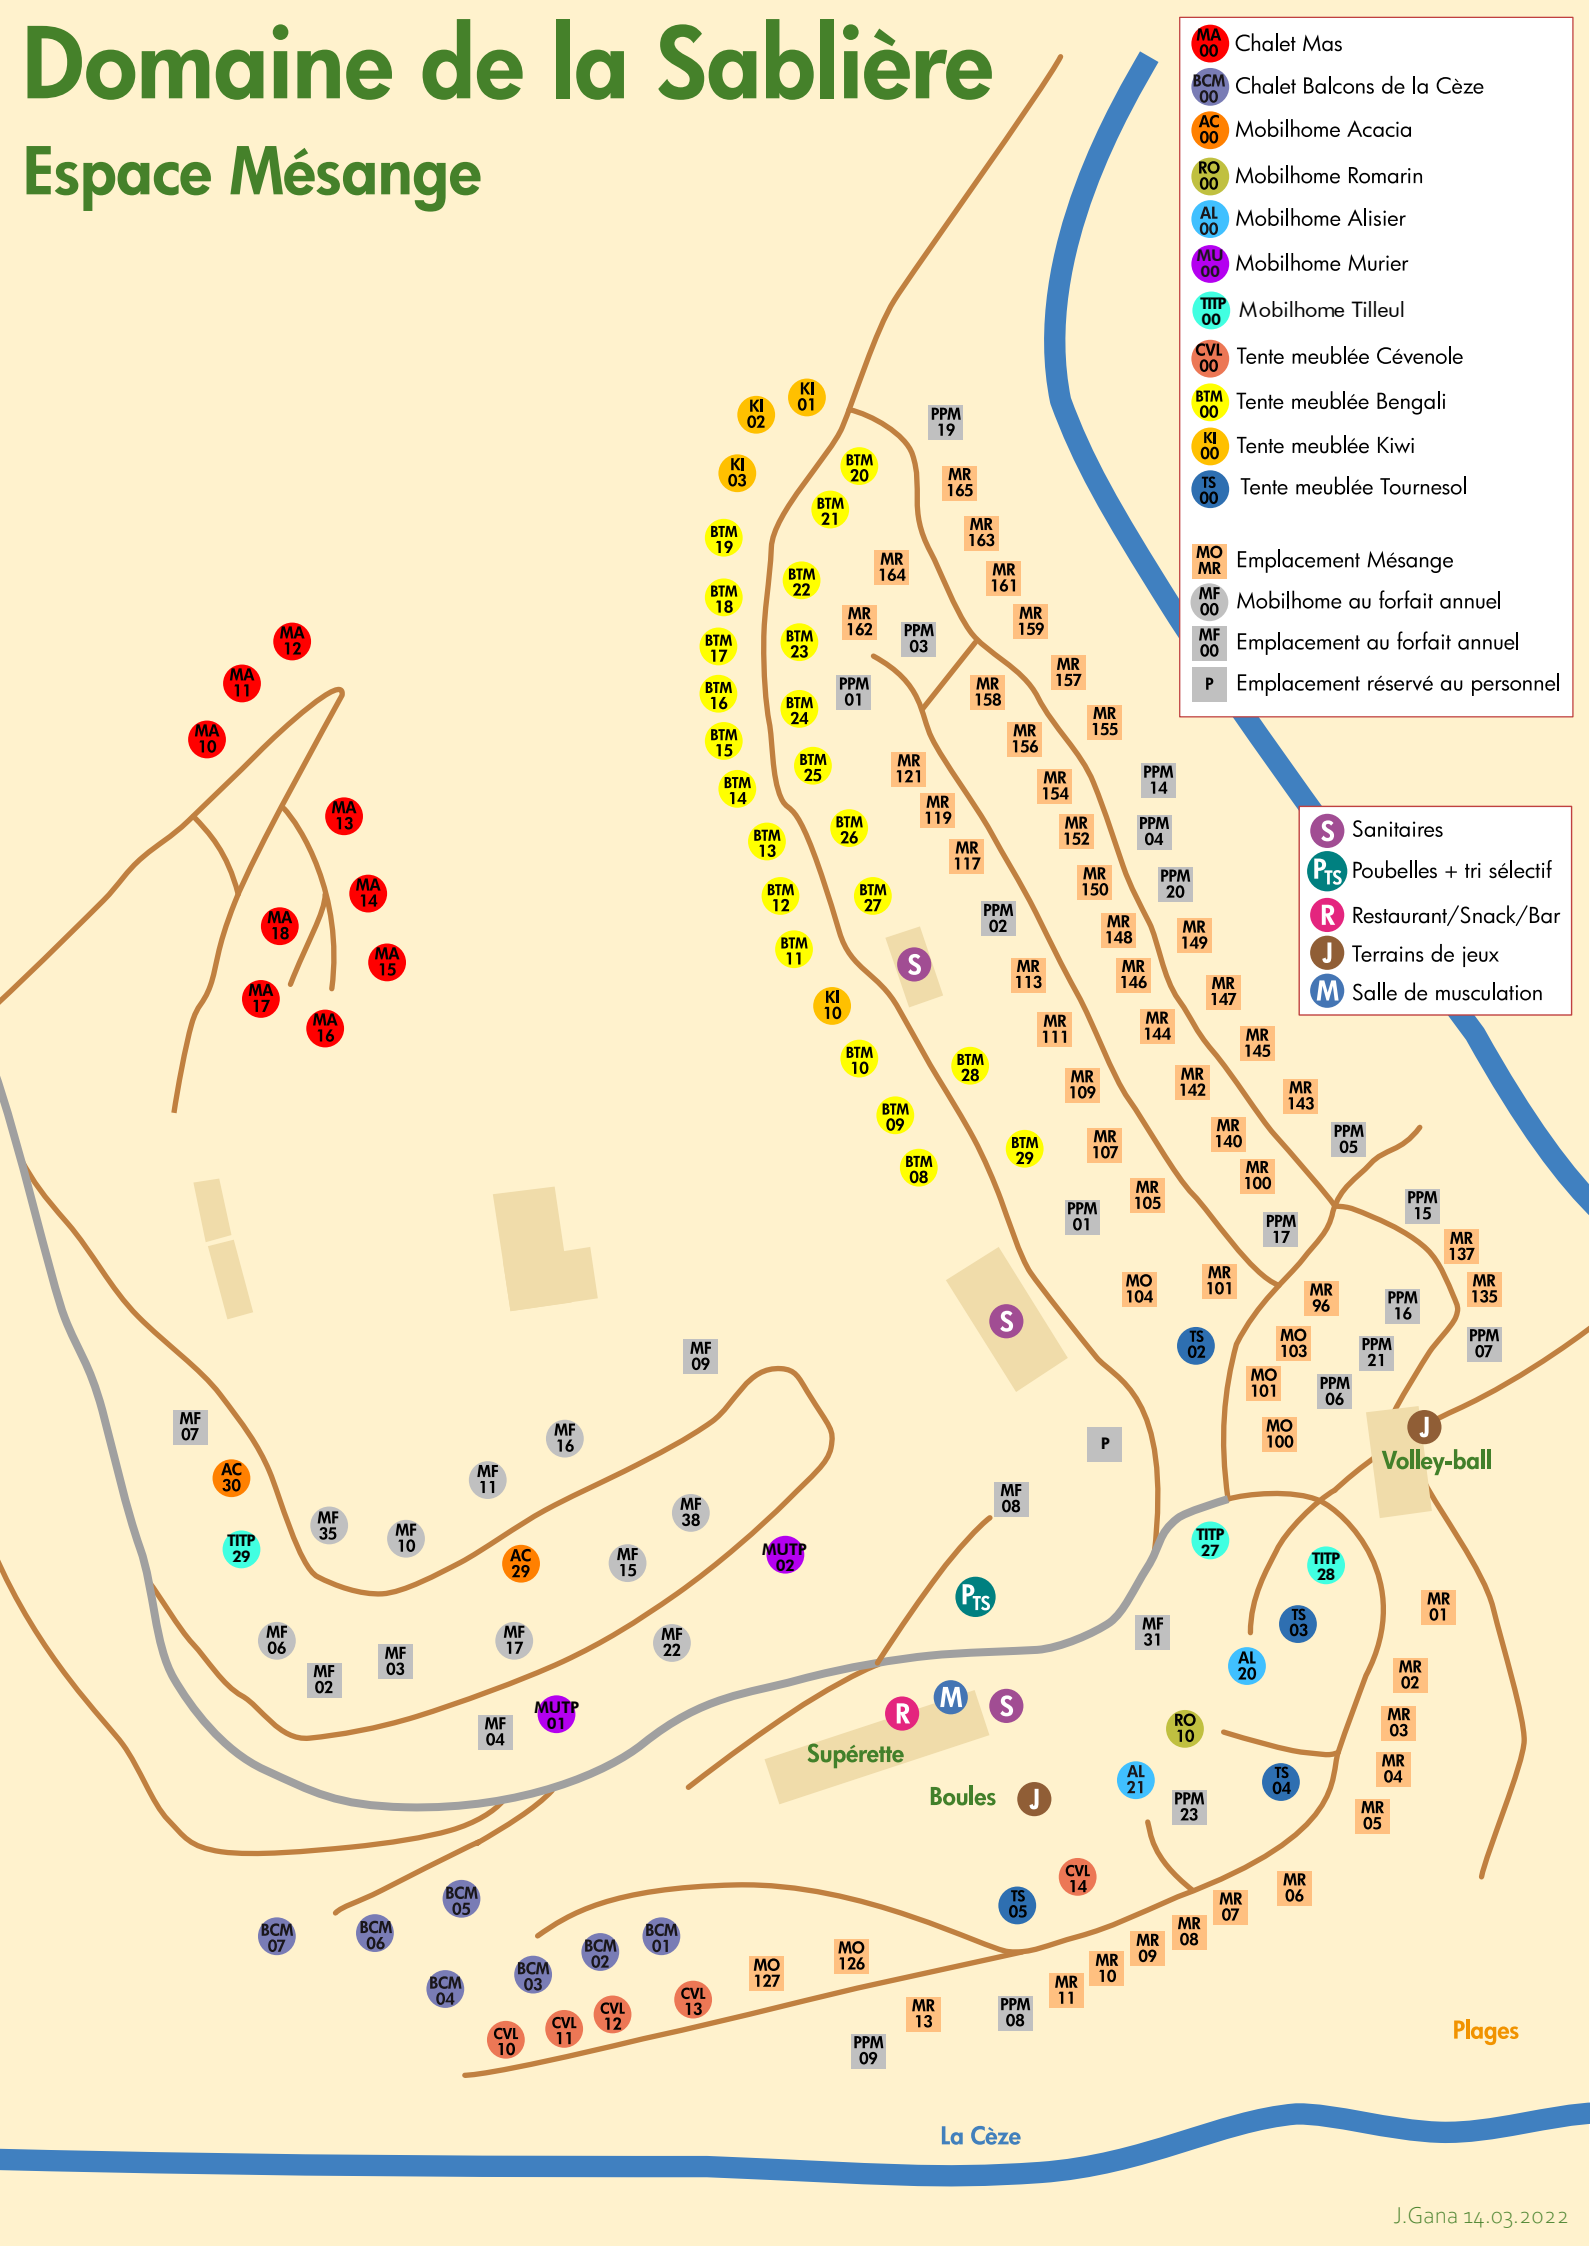 Domaine de la Sablière
Espace Mésange
MA
00
Chalet Mas
BCM
00
Chalet Balcons de la Cèze
AC
00
Mobilhome Acacia
RO
00
Mobilhome Romarin
AL
00
Mobilhome Alisier
MU
00
Mobilhome Murier
TITP
00
Mobilhome Tilleul
CVL
00
Tente meublée Cévenole
BTM
00
Tente meublée Bengali
KI
00
Tente meublée Kiwi
TS
00
Tente meublée Tournesol
MO
MR
Emplacement Mésange
MF
00
Mobilhome au forfait annuel
MF
00
Emplacement au forfait annuel
P
Emplacement réservé au personnel
S
Sanitaires
PTS
Poubelles + tri sélectif
R
Restaurant/Snack/Bar
J
Terrains de jeux
M
Salle de musculation
KI
01
KI
02
PPM
19
KI
03
BTM
20
MR
165
BTM
21
BTM
19
MR
163
MR
164
MR
161
BTM
22
BTM
18
MR
162
MR
159
PPM
03
BTM
23
BTM
17
MR
157
PPM
01
MR
158
BTM
16
BTM
24
MR
155
MR
156
BTM
15
BTM
25
MR
121
PPM
14
BTM
14
MR
154
MR
119
BTM
26
MR
152
PPM
04
BTM
13
MR
117
MR
150
PPM
20
BTM
12
BTM
27
PPM
02
MR
148
MR
149
BTM
11
S
MR
113
MR
146
MR
147
KI
10
MR
111
MR
144
MR
145
BTM
10
BTM
28
MR
109
MR
142
MR
143
BTM
09
MR
107
MR
140
PPM
05
BTM
29
BTM
08
MR
100
MR
105
PPM
01
PPM
17
PPM
15
MR
137
MO
104
MR
101
MR
96
PPM
16
MR
135
S
TS
02
MO
103
PPM
21
PPM
07
MO
101
PPM
06
MO
100
J
Volley-ball
P
MA
12
MA
11
MA
10
MA
13
MA
14
MA
18
MA
15
MA
17
MA
16
MF
09
MF
07
MF
16
AC
30
MF
11
MF
08
MF
38
MF
35
MF
10
TITP
29
AC
29
MF
15
MUTP
02
TITP
27
TITP
28
PTS
MR
01
TS
03
MF
31
MF
06
MF
17
MF
22
MF
03
MF
02
AL
20
MR
02
M
S
R
MUTP
01
MF
04
RO
10
MR
03
Supérette
MR
04
AL
21
TS
04
Boules
J
PPM
23
MR
05
CVL
14
MR
06
BCM
05
TS
05
MR
07
BCM
07
BCM
06
BCM
01
MR
08
BCM
02
MO
126
MR
09
MO
127
BCM
03
MR
10
BCM
04
MR
11
CVL
13
CVL
12
MR
13
PPM
08
CVL
11
CVL
10
PPM
09
Plages
La Cèze
J.Gana 14.03.2022